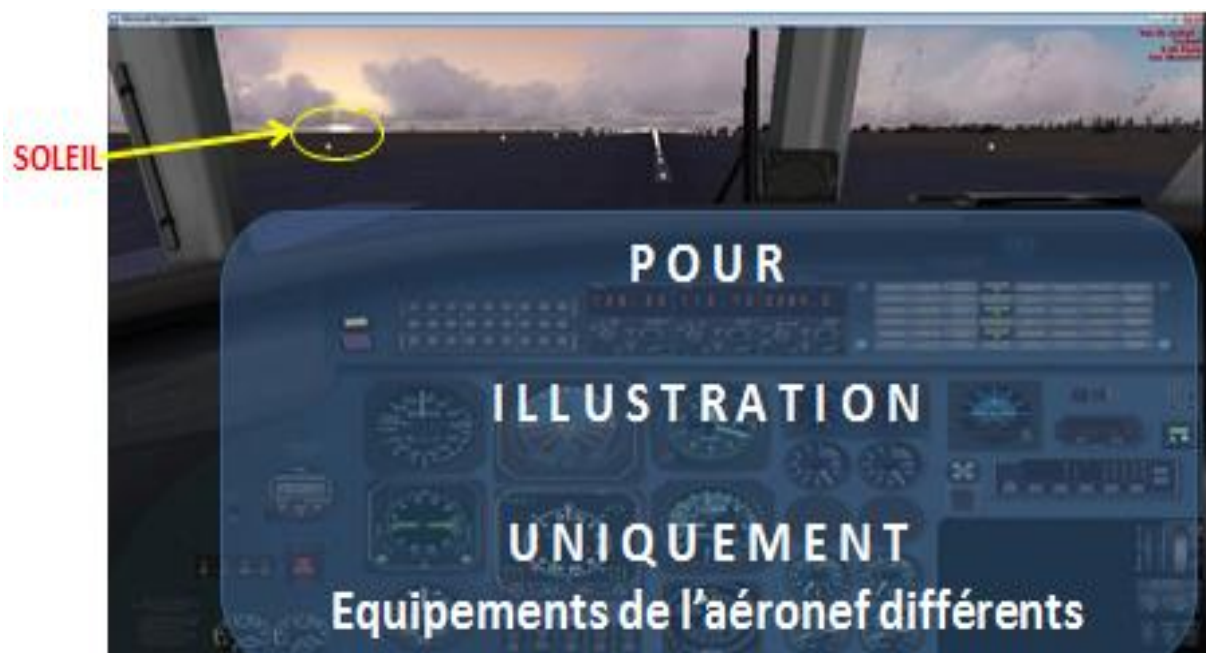 SOLEIL
POUR
ILLUSTRATION
UNIQUEMENT
Equipements de l'aéronef différents